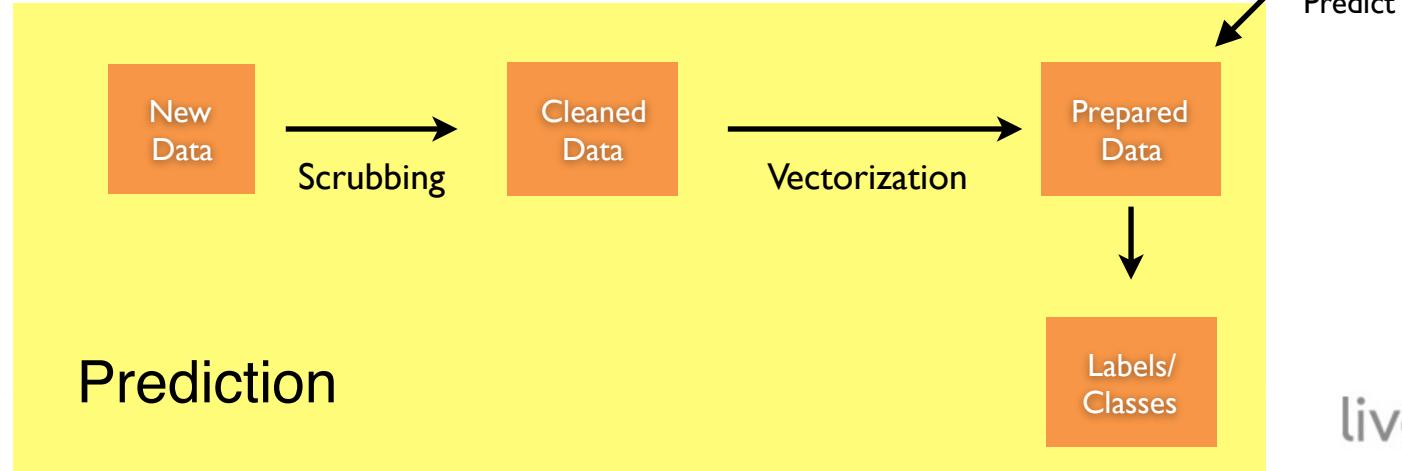 Predict
New
Data
Scrubbing
Cleaned
Data
Vectorization
Prepared
Data
Labels/
Classes
Prediction